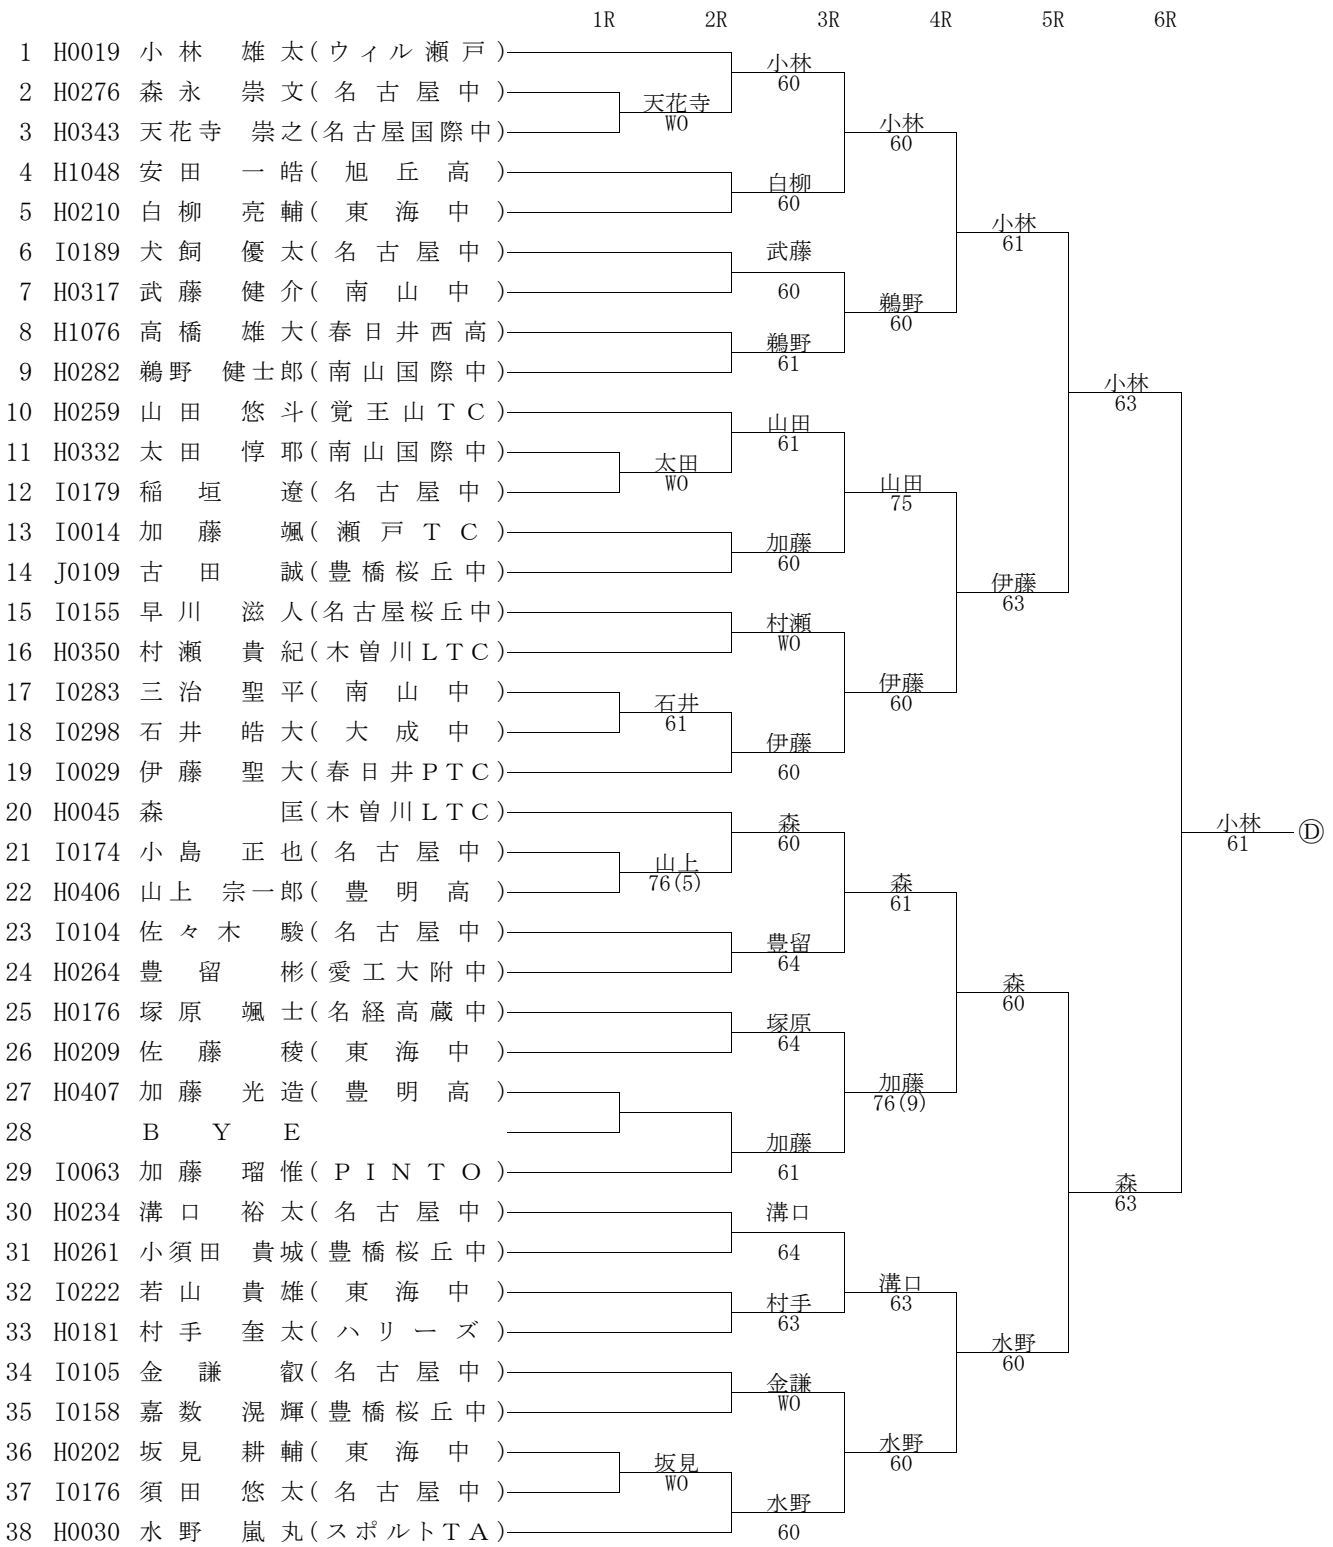 1R 2R 3R 4R 5R 6R
1 H0019 小林 雄太(ウィル瀬戸)
小林
60
2 H0276 森永 崇文(名古屋中)
天花寺
WO
3 H0343 天花寺 崇之(名古屋国際中)
小林
60
4 H1048 安田 一皓(旭丘高)
白柳
60
5 H0210 白柳 亮輔(東海中)
小林
61
6 I0189 犬飼 優太(名古屋中)
武藤
60
7 H0317 武藤 健介(南山中)
鵜野
60
8 H1076 高橋 雄大(春日井西高)
鵜野
61
9 H0282 鵜野 健士郎(南山国際中)
小林
63
10 H0259 山田 悠斗(覚王山TC)
山田
61
11 H0332 太田 惇耶(南山国際中)
太田
WO
12 I0179 稲垣 遼(名古屋中)
山田
75
13 I0014 加藤 颯(瀬戸TC)
加藤
60
14 J0109 古田 誠(豊橋桜丘中)
伊藤
63
15 I0155 早川 滋人(名古屋桜丘中)
村瀬
WO
16 H0350 村瀬 貴紀(木曽川LTC)
伊藤
60
17 I0283 三治 聖平(南山中)
石井
61
18 I0298 石井 皓大(大成中)
伊藤
60
19 I0029 伊藤 聖大(春日井PTC)
20 H0045 森 匡(木曽川LTC)
森
60
小林
61
Ⓓ
21 I0174 小島 正也(名古屋中)
山上
76(5)
22 H0406 山上 宗一郎(豊明高)
森
61
23 I0104 佐々木 駿(名古屋中)
豊留
64
24 H0264 豊留 彬(愛工大附中)
森
60
25 H0176 塚原 颯士(名経高蔵中)
塚原
64
26 H0209 佐藤 稜(東海中)
27 H0407 加藤 光造(豊明高)
加藤
76(9)
28 BYE
加藤
61
29 I0063 加藤 瑠惟(PINTO)
森
63
30 H0234 溝口 裕太(名古屋中)
溝口
64
31 H0261 小須田 貴城(豊橋桜丘中)
溝口
63
32 I0222 若山 貴雄(東海中)
村手
63
33 H0181 村手 奎太(ハリーズ)
水野
60
34 I0105 金謙 叡(名古屋中)
金謙
WO
35 I0158 嘉数 滉輝(豊橋桜丘中)
水野
60
36 H0202 坂見 耕輔(東海中)
坂見
WO
37 I0176 須田 悠太(名古屋中)
水野
60
38 H0030 水野 嵐丸(スポルトTA)